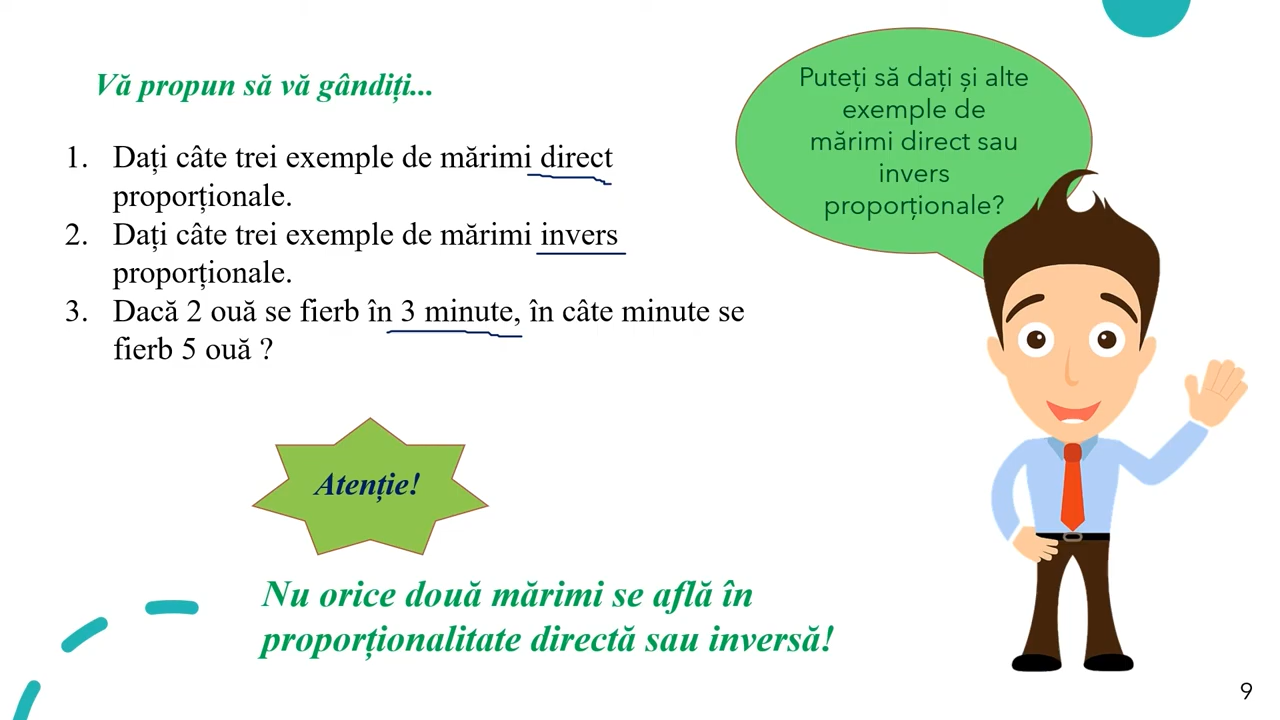 Vă propun să vă gândiți...
1. Dați câte trei exemple de mărimi direct
proporționale.
2. Dați câte trei exemple de mărimi invers
proporționale.
3. Dacă 2 ouă se fierb în 3 minute, în câte minute se
fierb 5 ouă ?
Puteți să dați și alte
exemple de
mărimi direct sau
invers
proporționale?
Atenție!
Nu orice două mărimi se află în
proporționalitate directă sau inversă!
9